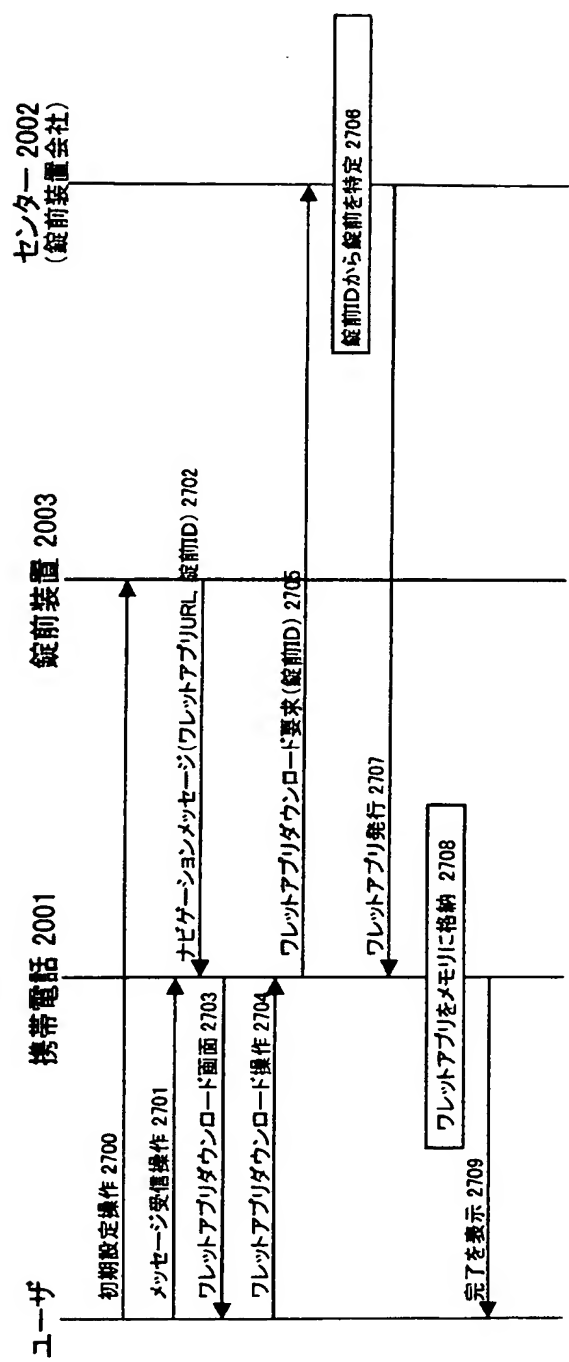 ユーザ
携帯電話 2001
錠前装置 2003
センター 2002
(錠前装置会社)
初期設定操作 2700
メッセージ受信操作 2701
ナビゲーションメッセージ(ワレットアプリURL、錠前ID) 2702
ワレットアプリダウンロード画面 2703
ワレットアプリダウンロード操作 2704
ワレットアプリダウンロード要求(錠前ID) 2705
錠前IDから錠前を特定 2706
ワレットアプリ発行 2707
ワレットアプリをメモリに格納 2708
完了を表示 2709